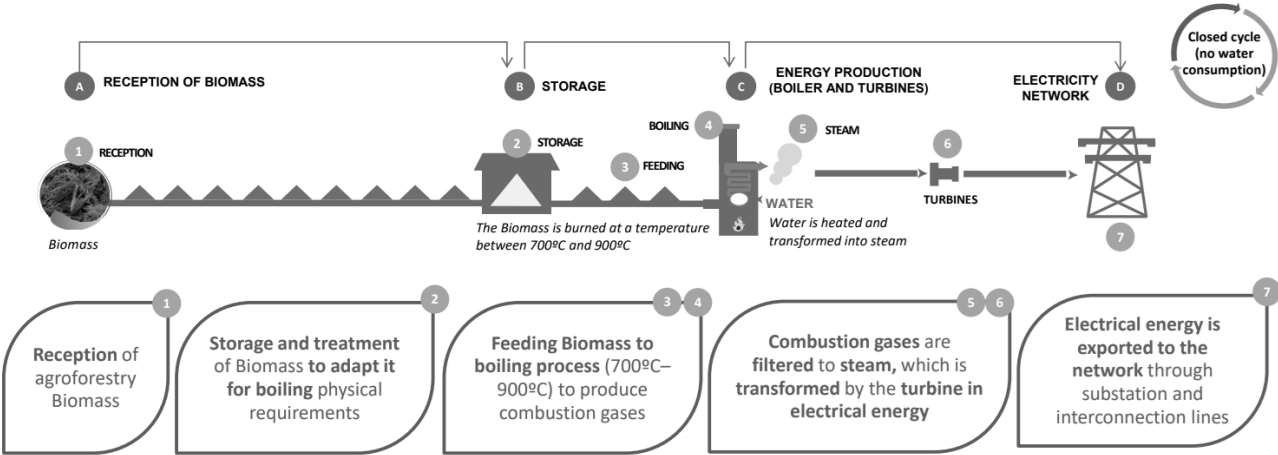 Closed cycle
(no water
consumption)
A
RECEPTION OF BIOMASS
B
STORAGE
C
ENERGY PRODUCTION
(BOILER AND TURBINES)
ELECTRICITY
NETWORK
D
1
RECEPTION
Biomass
2
STORAGE
3
FEEDING
The Biomass is burned at a temperature
between 700ºC and 900ºC
BOILING
4
5
STEAM
WATER
Water is heated and
transformed into steam
6
TURBINES
7
1
Reception of
agroforestry
Biomass
2
Storage and treatment
of Biomass to adapt it
for boiling physical
requirements
3
4
Feeding Biomass to
boiling process (700ºC–
900ºC) to produce
combustion gases
5
6
Combustion gases are
filtered to steam, which is
transformed by the turbine in
electrical energy
7
Electrical energy is
exported to the
network through
substation and
interconnection lines